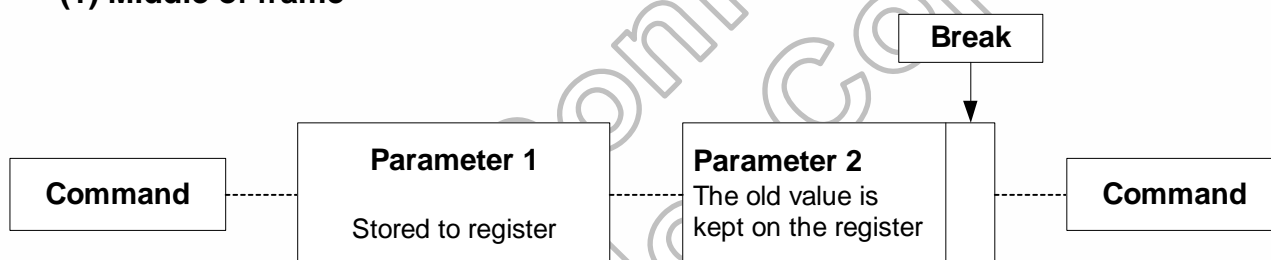 (1) Middle of frame
Break
Command
Parameter 1
Stored to register
Parameter 2
The old value is
kept on the register
Command